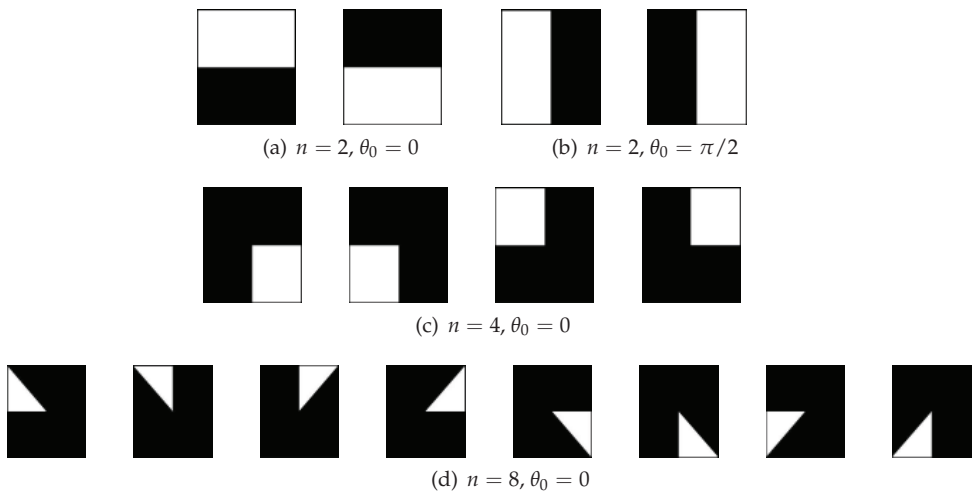 (a) n = 2, θ₀ = 0
(b) n = 2, θ₀ = π/2
(c) n = 4, θ₀ = 0
(d) n = 8, θ₀ = 0